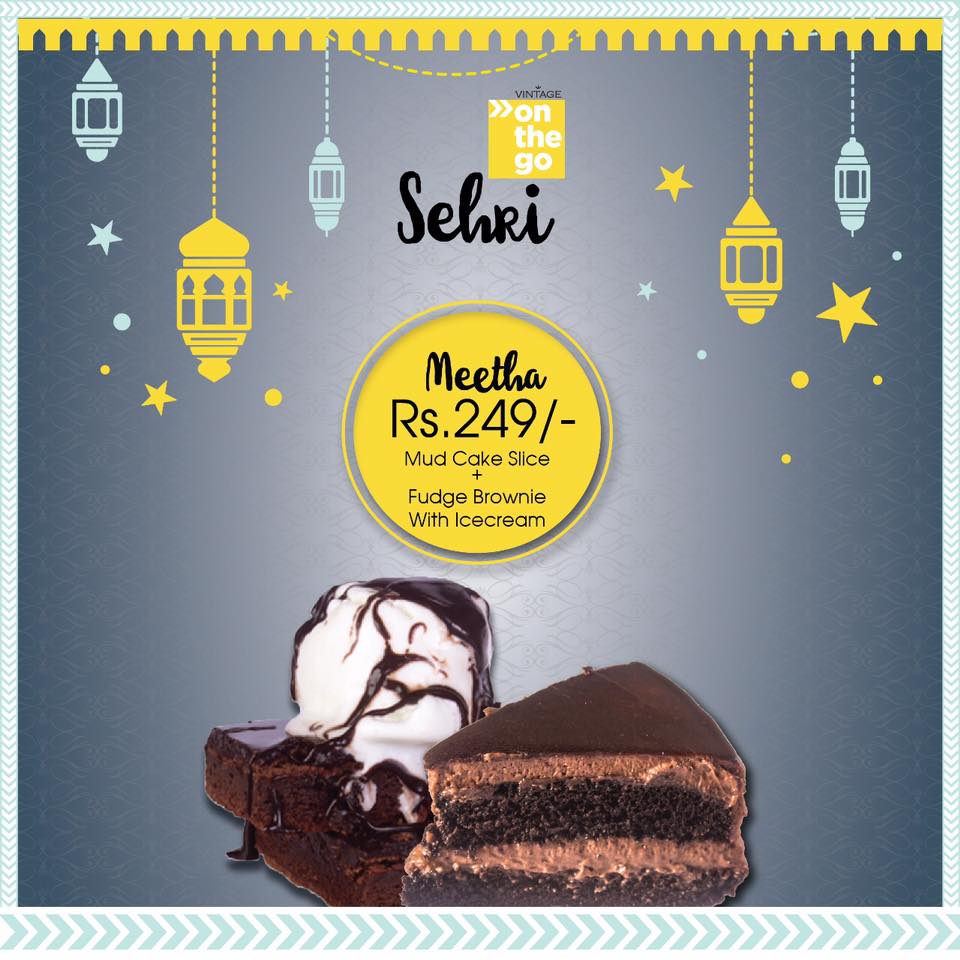 VINTAGE
»on
the
go
Sehri
Meetha
Rs.249/-
Mud Cake Slice
+
Fudge Brownie
With Icecream